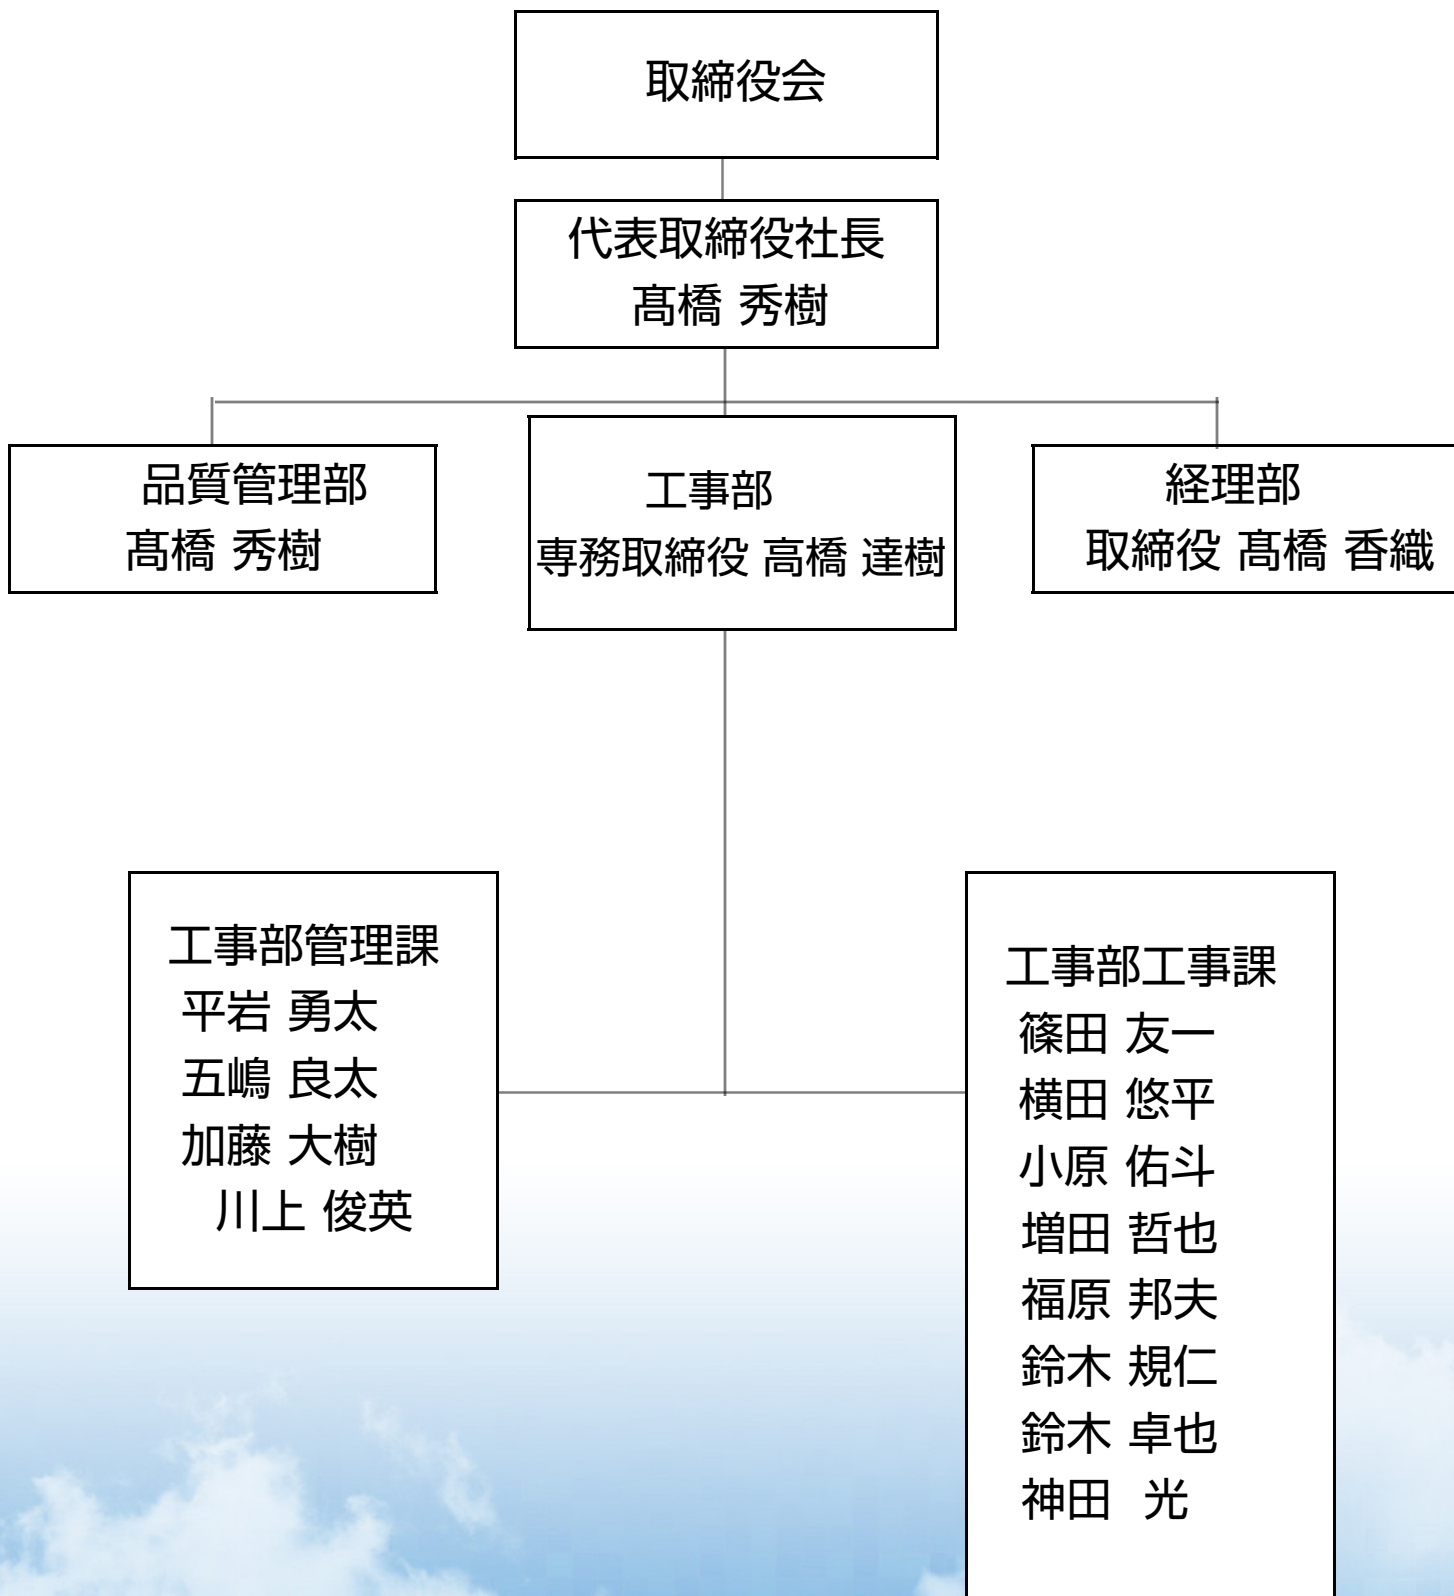 取締役会
代表取締役社長
髙橋 秀樹
品質管理部
髙橋 秀樹
工事部
専務取締役 高橋 達樹
経理部
取締役 髙橋 香織
工事部管理課
平岩 勇太
五嶋 良太
加藤 大樹
川上 俊英
工事部工事課
篠田 友一
横田 悠平
小原 佑斗
増田 哲也
福原 邦夫
鈴木 規仁
鈴木 卓也
神田 光